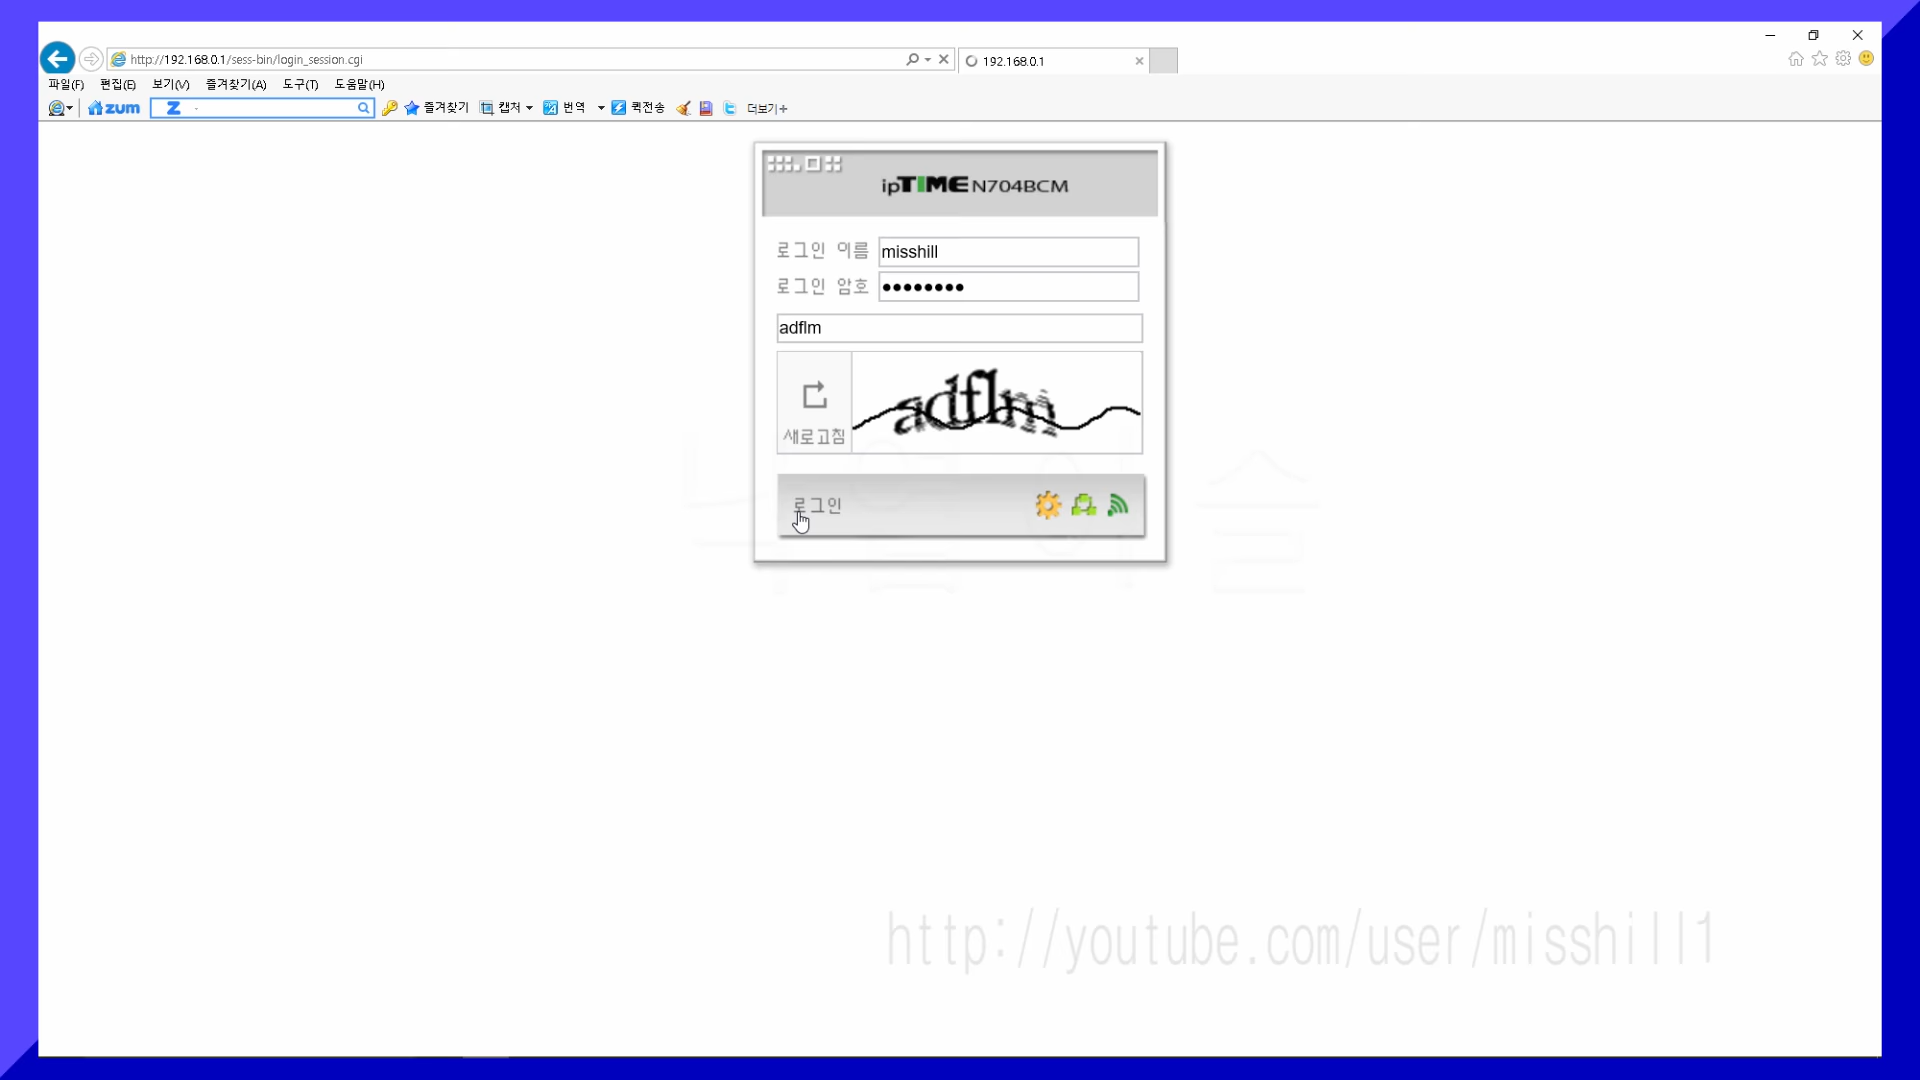 http://192.168.0.1/sess-bin/login_session.cgi
192.168.0.1
파일(F) 편집(E) 보기(V) 즐겨찾기(A) 도구(T) 도움말(H)
zum Z 즐겨찾기 캡처 번역 퀵전송 더보기+
ipTIME N704BCM
로그인 이름 misshill
로그인 암호 ••••••••
adflm
adflm
새로고침
로그인
http://youtube.com/user/misshill1